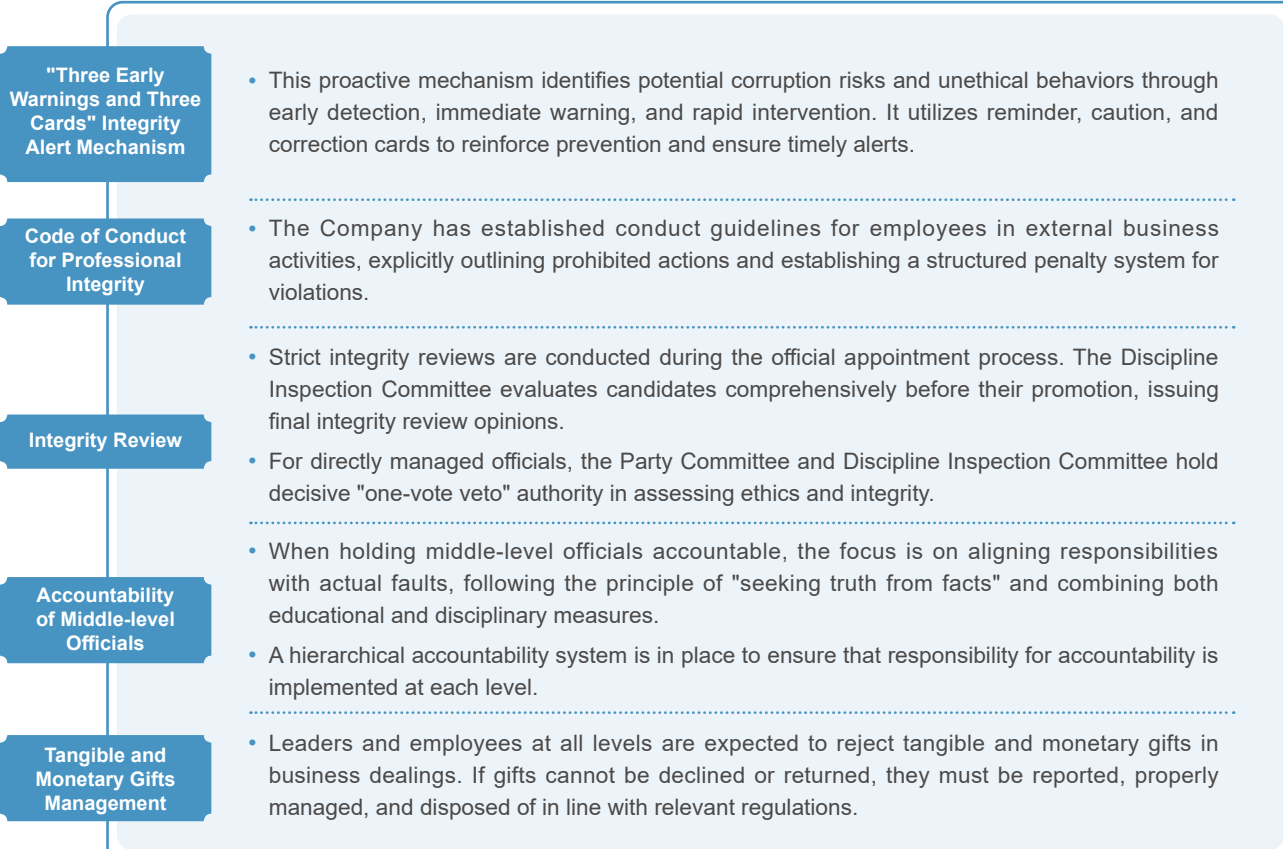 "Three Early
Warnings and Three
Cards" Integrity
Alert Mechanism
• This proactive mechanism identifies potential corruption risks and unethical behaviors through
early detection, immediate warning, and rapid intervention. It utilizes reminder, caution, and
correction cards to reinforce prevention and ensure timely alerts.
Code of Conduct
for Professional
Integrity
• The Company has established conduct guidelines for employees in external business
activities, explicitly outlining prohibited actions and establishing a structured penalty system for
violations.
Integrity Review
• Strict integrity reviews are conducted during the official appointment process. The Discipline
Inspection Committee evaluates candidates comprehensively before their promotion, issuing
final integrity review opinions.
• For directly managed officials, the Party Committee and Discipline Inspection Committee hold
decisive "one-vote veto" authority in assessing ethics and integrity.
Accountability
of Middle-level
Officials
• When holding middle-level officials accountable, the focus is on aligning responsibilities
with actual faults, following the principle of "seeking truth from facts" and combining both
educational and disciplinary measures.
• A hierarchical accountability system is in place to ensure that responsibility for accountability is
implemented at each level.
Tangible and
Monetary Gifts
Management
• Leaders and employees at all levels are expected to reject tangible and monetary gifts in
business dealings. If gifts cannot be declined or returned, they must be reported, properly
managed, and disposed of in line with relevant regulations.